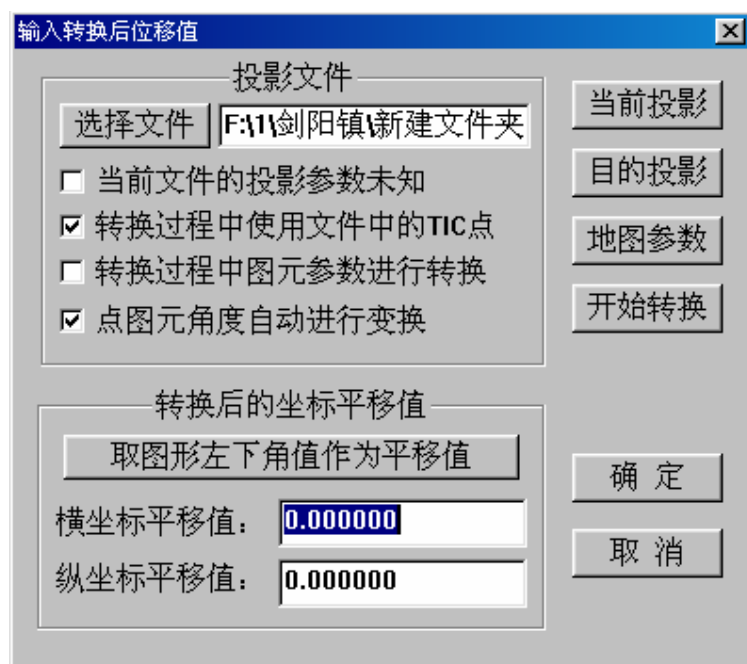 输入转换后位移值
投影文件
选择文件 F:\1\剑阳镇\新建文件夹
当前文件的投影参数未知
转换过程中使用文件中的TIC点
转换过程中图元参数进行转换
点图元角度自动进行变换
当前投影
目的投影
地图参数
开始转换
转换后的坐标平移值
取图形左下角值作为平移值
横坐标平移值： 0.000000
纵坐标平移值： 0.000000
确 定
取 消